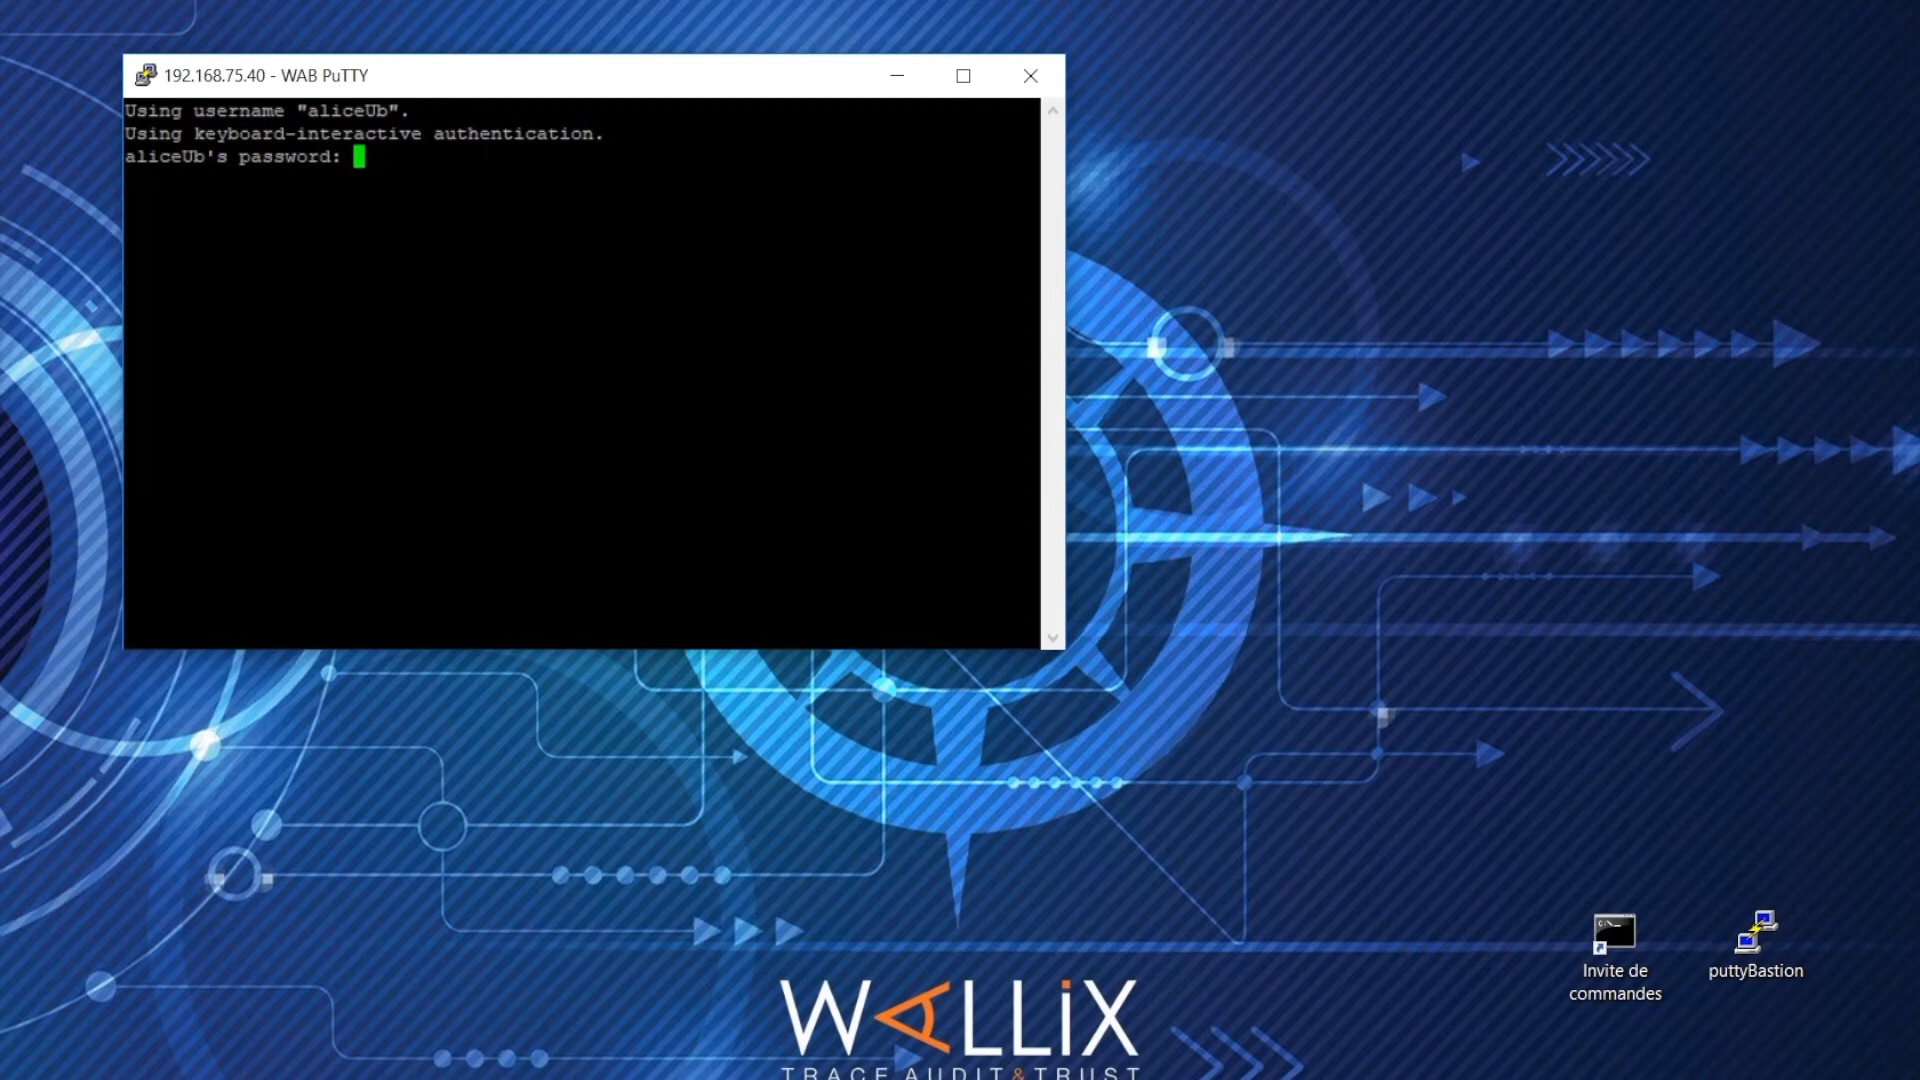 192.168.75.40 - WAB PuTTY
Using username "aliceUb".
Using keyboard-interactive authentication.
aliceUb's password:
C:\_
Invite de
commandes
puttyBastion
WALLiX
TRACE AUDIT & TRUST